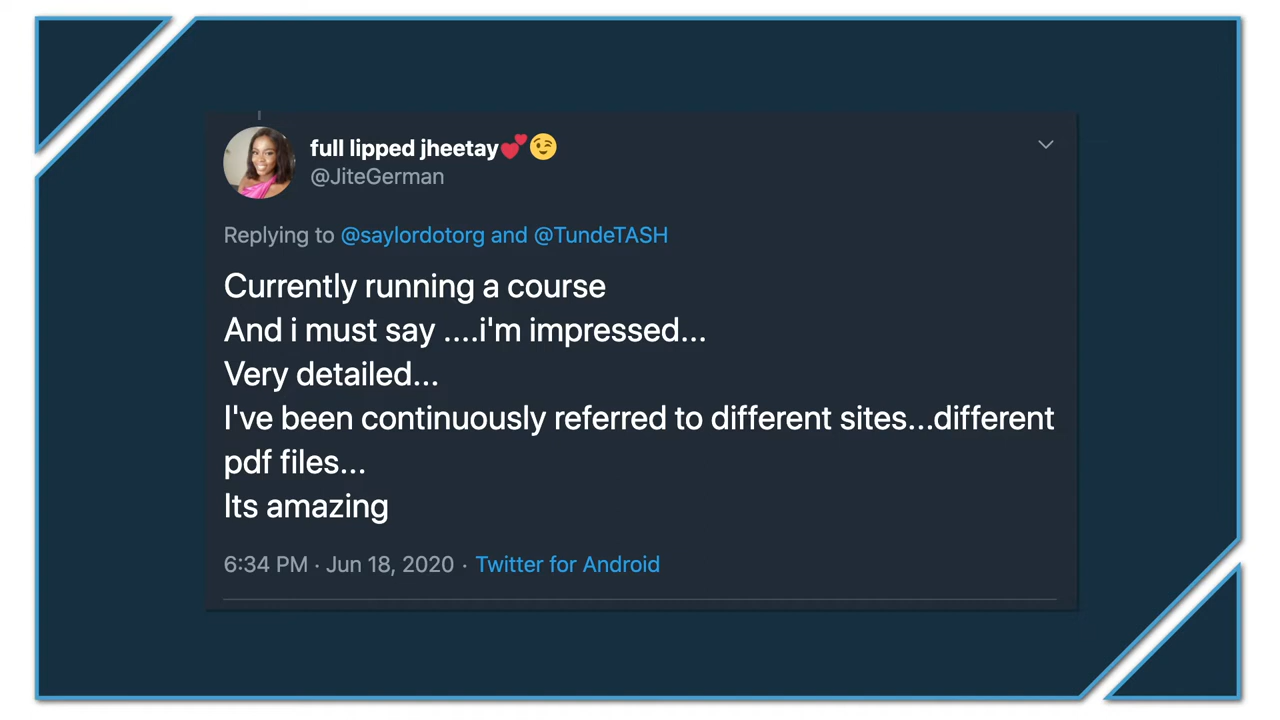 full lipped jheetay💕😉
@JiteGerman
Replying to @saylordotorg and @TundeTASH
Currently running a course
And i must say ....i'm impressed...
Very detailed...
I've been continuously referred to different sites...different
pdf files...
Its amazing
6:34 PM · Jun 18, 2020 · Twitter for Android